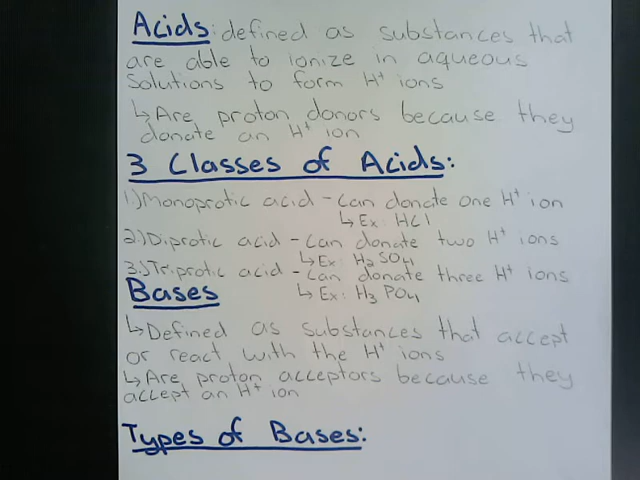 Acids: defined as substances that
are able to ionize in aqueous
solutions to form H⁺ ions
↳ Are proton donors because they
donate an H⁺ ion
3 Classes of Acids:
1.) Monoprotic acid - Can donate one H⁺ ion
↳ Ex: HCl
2.) Diprotic acid - Can donate two H⁺ ions
↳ Ex: H₂SO₄
3.) Triprotic acid - Can donate three H⁺ ions
↳ Ex: H₃PO₄
Bases
↳ Defined as substances that accept
or react with the H⁺ ions
↳ Are proton acceptors because they
accept an H⁺ ion
Types of Bases: